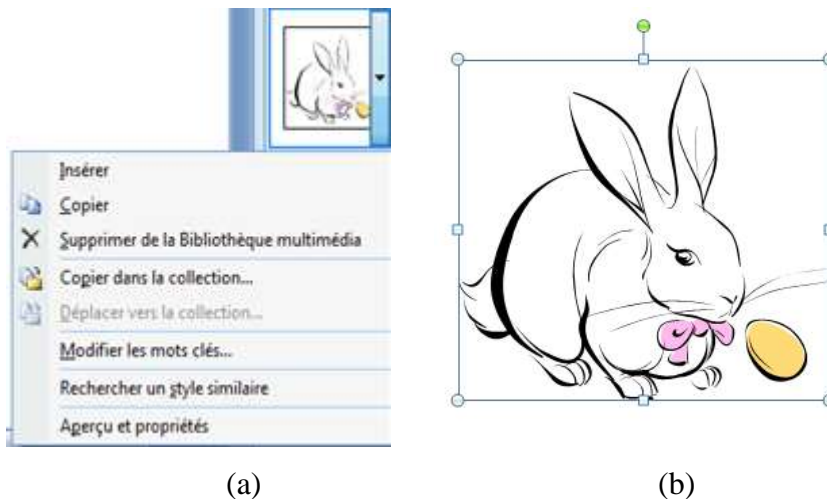 Insérer
Copier
Supprimer de la Bibliothèque multimédia
Copier dans la collection...
Déplacer vers la collection...
Modifier les mots clés...
Rechercher un style similaire
Aperçu et propriétés
(a) (b)